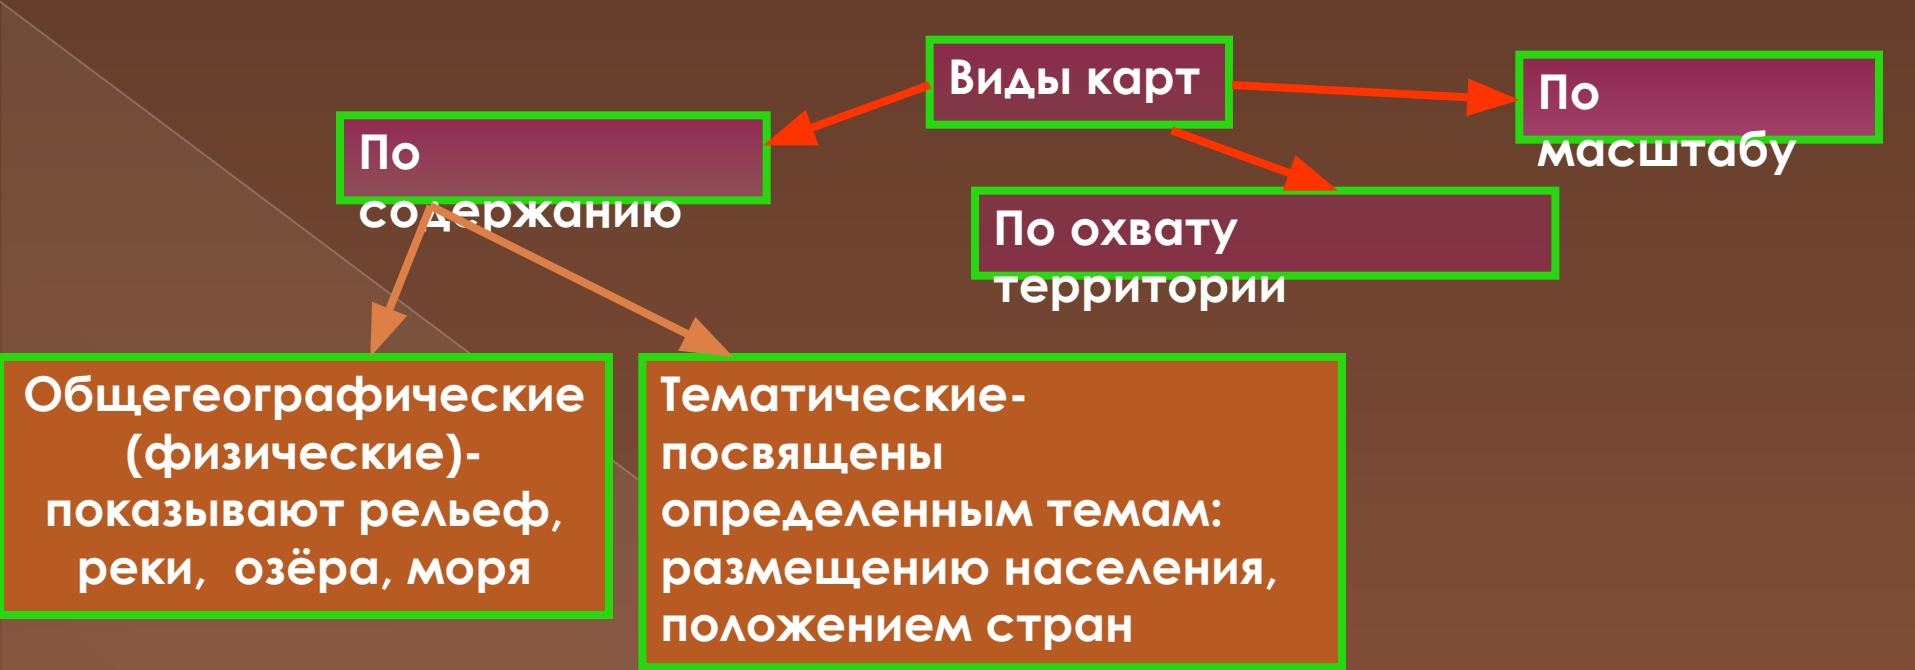 Виды карт
По
масштабу
По
содержанию
По охвату
территории
Общегеографические
(физические)-
показывают рельеф,
реки,  озёра, моря
Тематические-
посвящены
определенным темам:
размещению населения,
положением стран